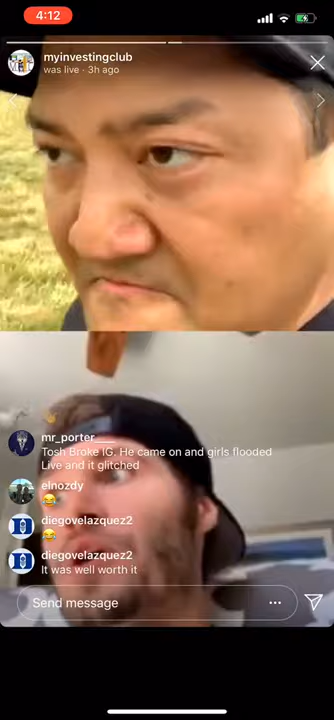 4:12
myinvestingclub
was live · 3h ago
mr_porter___
Tosh Broke IG. He came on and girls flooded
Live and it glitched
elnozdy
😂
diegovelazquez2
😂
diegovelazquez2
It was well worth it
Send message